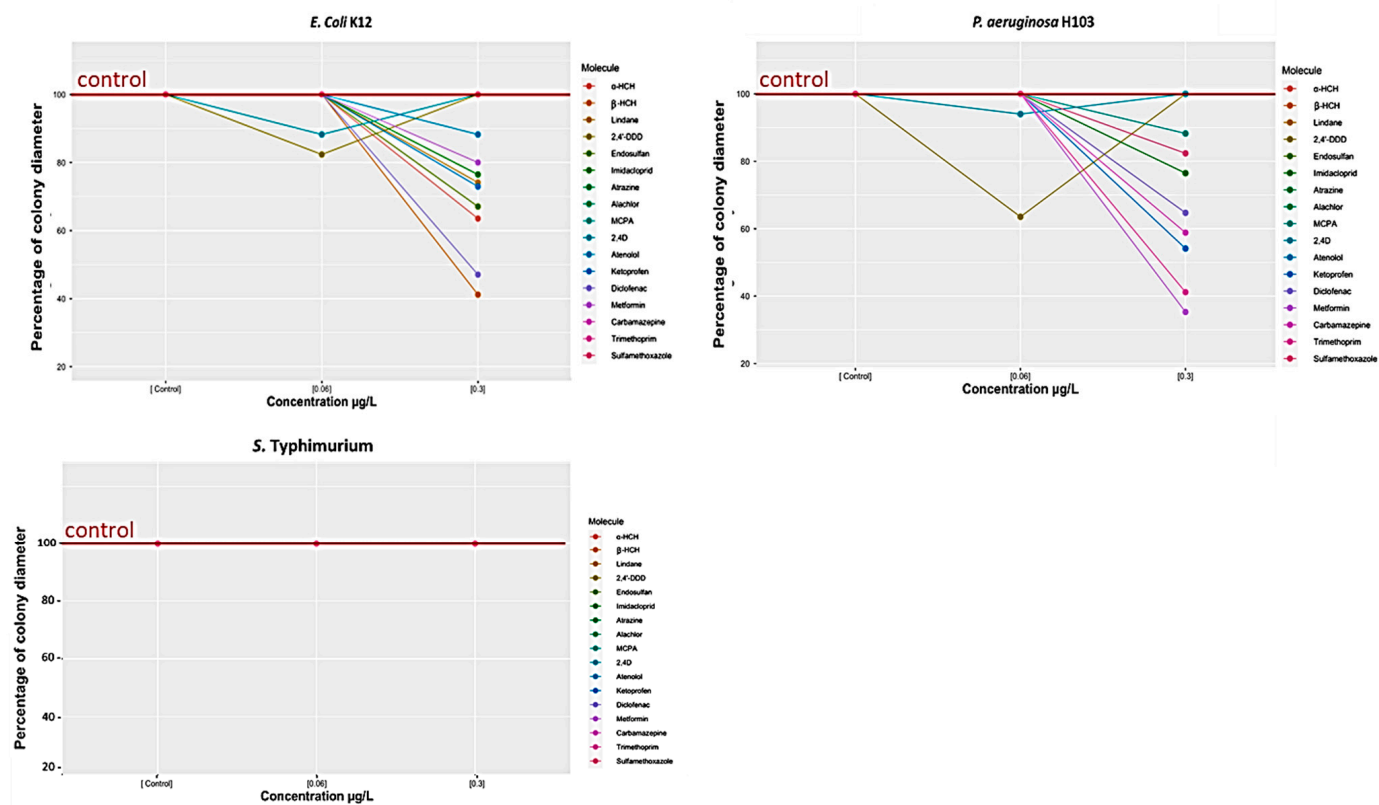 E. Coli K12
control
Percentage of colony diameter
100
80
60
40
20
[ Control]
[0.06]
[0.3]
Concentration µg/L
Molecule
α-HCH
β-HCH
Lindane
2,4'-DDD
Endosulfan
Imidacloprid
Atrazine
Alachlor
MCPA
2,4D
Atenolol
Ketoprofen
Diclofenac
Metformin
Carbamazepine
Trimethoprim
Sulfamethoxazole
P. aeruginosa H103
control
Percentage of colony diameter
100
80
60
40
20
[ Control]
[0.06]
[0.3]
Concentration µg/L
Molecule
α-HCH
β-HCH
Lindane
2,4'-DDD
Endosulfan
Imidacloprid
Atrazine
Alachlor
MCPA
2,4D
Atenolol
Ketoprofen
Diclofenac
Metformin
Carbamazepine
Trimethoprim
Sulfamethoxazole
S. Typhimurium
control
Percentage of colony diameter
100
80
60
40
20
[ Control]
[0.06]
[0.3]
Concentration µg/L
Molecule
α-HCH
β-HCH
Lindane
2,4'-DDD
Endosulfan
Imidacloprid
Atrazine
Alachlor
MCPA
2,4D
Atenolol
Ketoprofen
Diclofenac
Metformin
Carbamazepine
Trimethoprim
Sulfamethoxazole